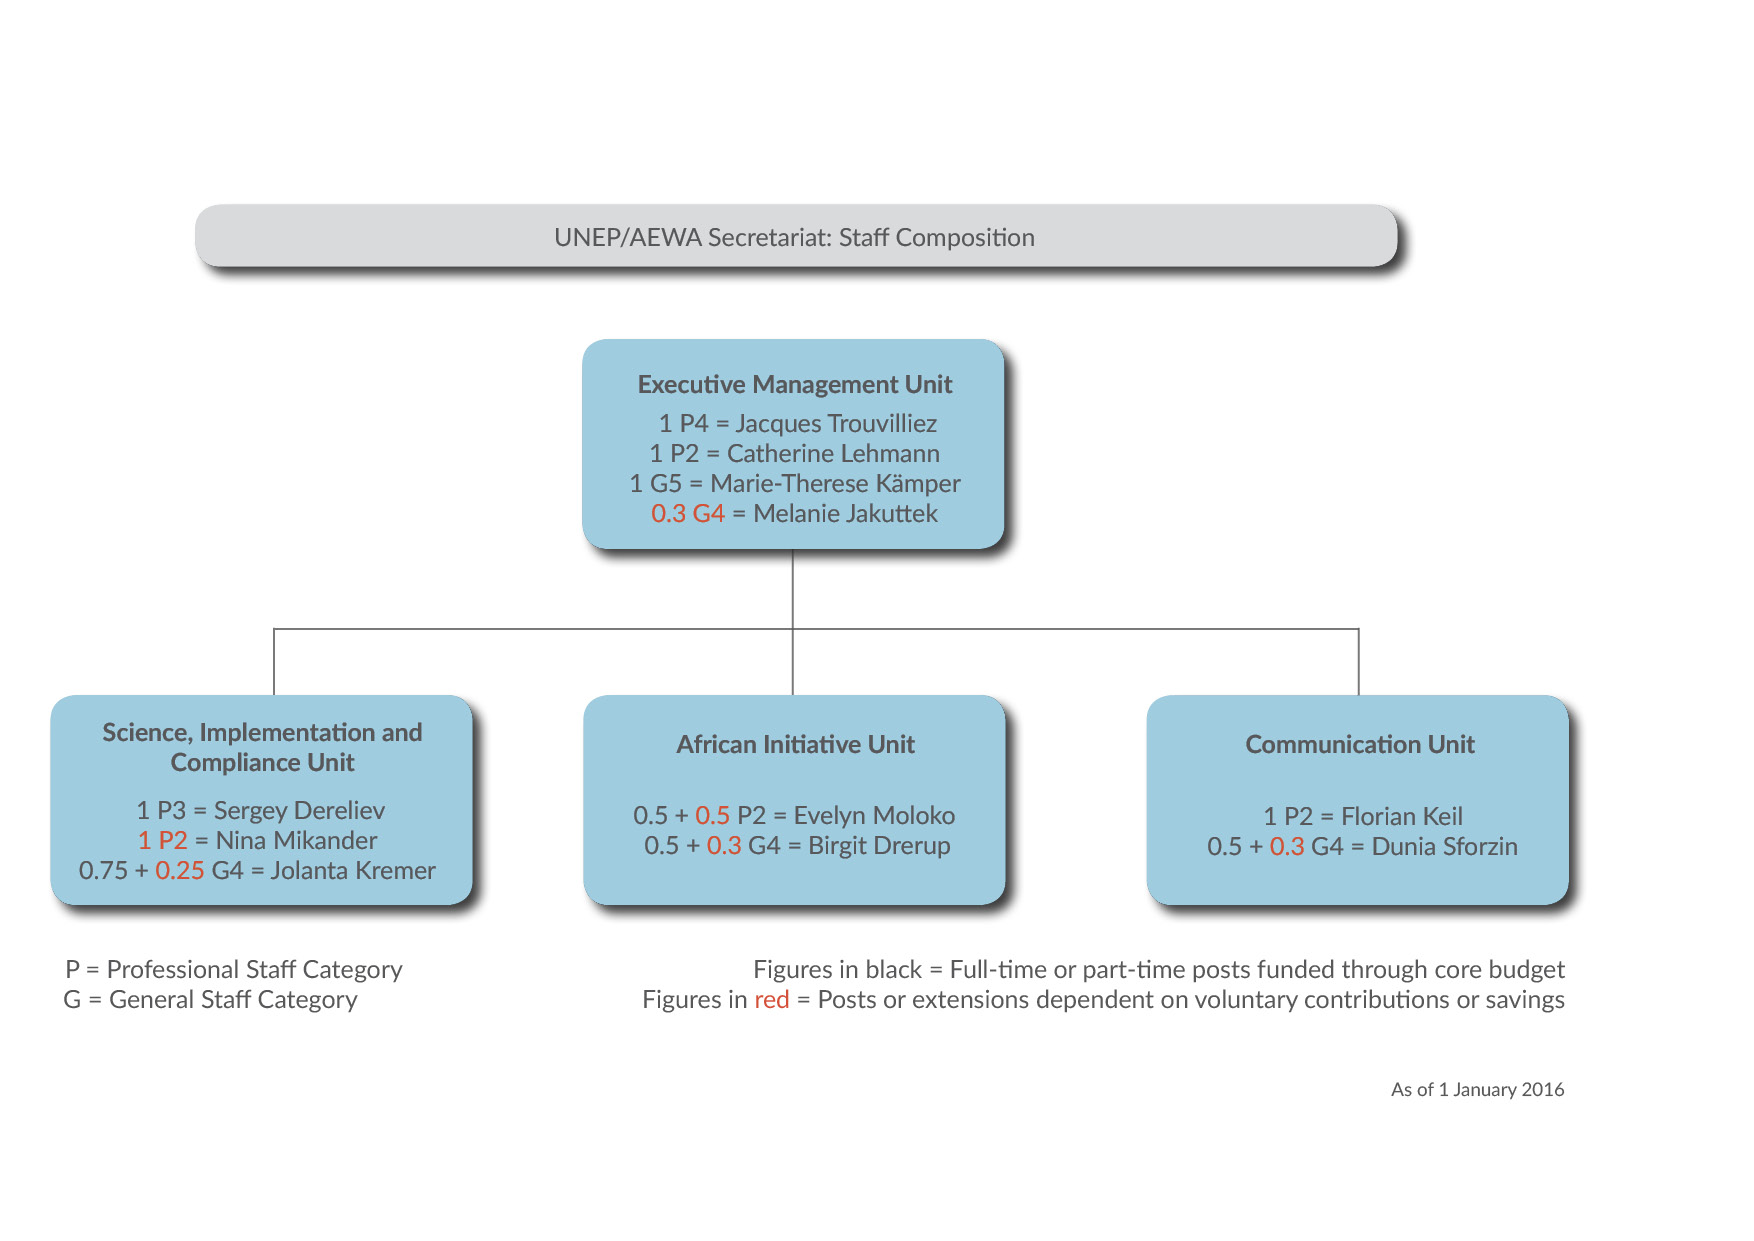 UNEP/AEWA Secretariat: Staff Composition
Executive Management Unit
1 P4 = Jacques Trouvilliez
1 P2 = Catherine Lehmann
1 G5 = Marie-Therese Kämper
0.3 G4 = Melanie Jakuttek
Science, Implementation and
Compliance Unit
1 P3 = Sergey Dereliev
1 P2 = Nina Mikander
0.75 + 0.25 G4 = Jolanta Kremer
African Initiative Unit
0.5 + 0.5 P2 = Evelyn Moloko
0.5 + 0.3 G4 = Birgit Drerup
Communication Unit
1 P2 = Florian Keil
0.5 + 0.3 G4 = Dunia Sforzin
P = Professional Staff Category
G = General Staff Category
Figures in black = Full-time or part-time posts funded through core budget
Figures in red = Posts or extensions dependent on voluntary contributions or savings
As of 1 January 2016